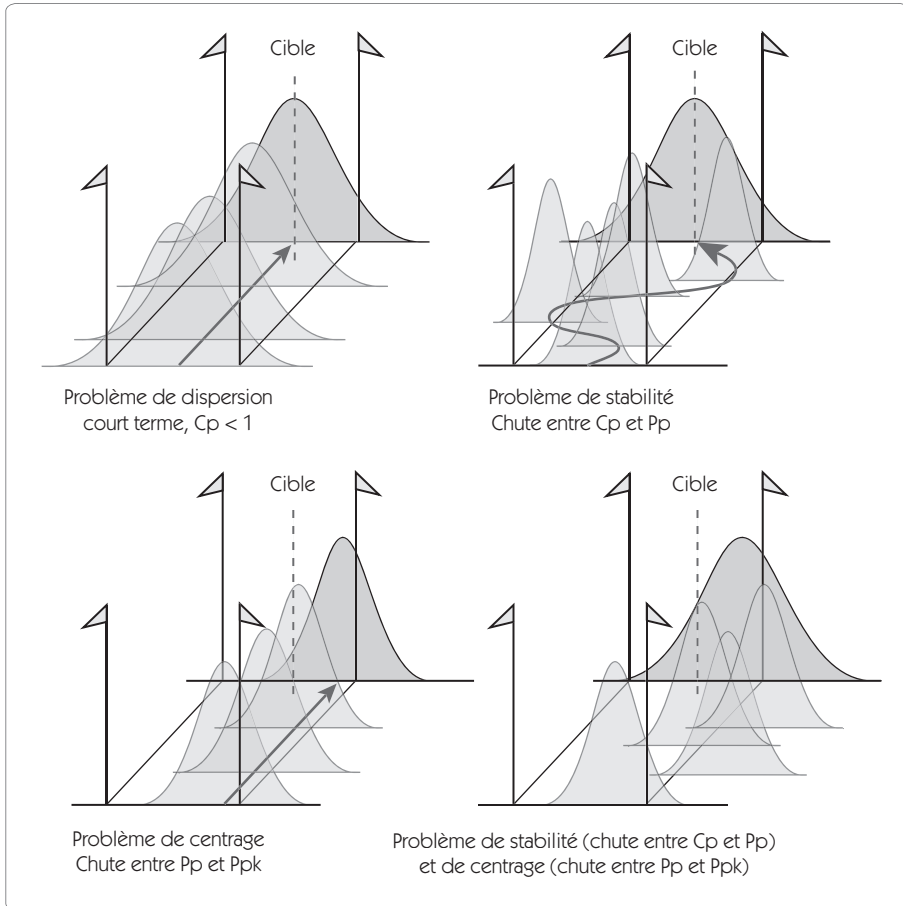 Cible
Cible
Problème de dispersion
court terme, Cp < 1
Problème de stabilité
Chute entre Cp et Pp
Cible
Cible
Problème de centrage
Chute entre Pp et Ppk
Problème de stabilité (chute entre Cp et Pp)
et de centrage (chute entre Pp et Ppk)